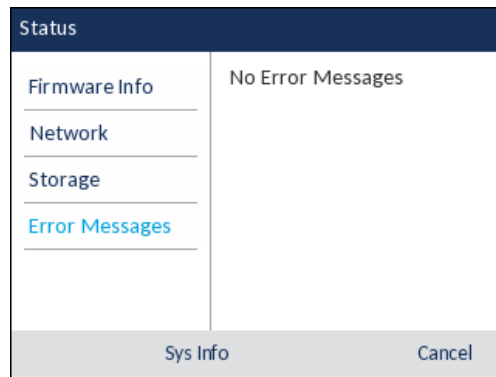 Status
Firmware Info
Network
Storage
Error Messages
No Error Messages
Sys Info
Cancel